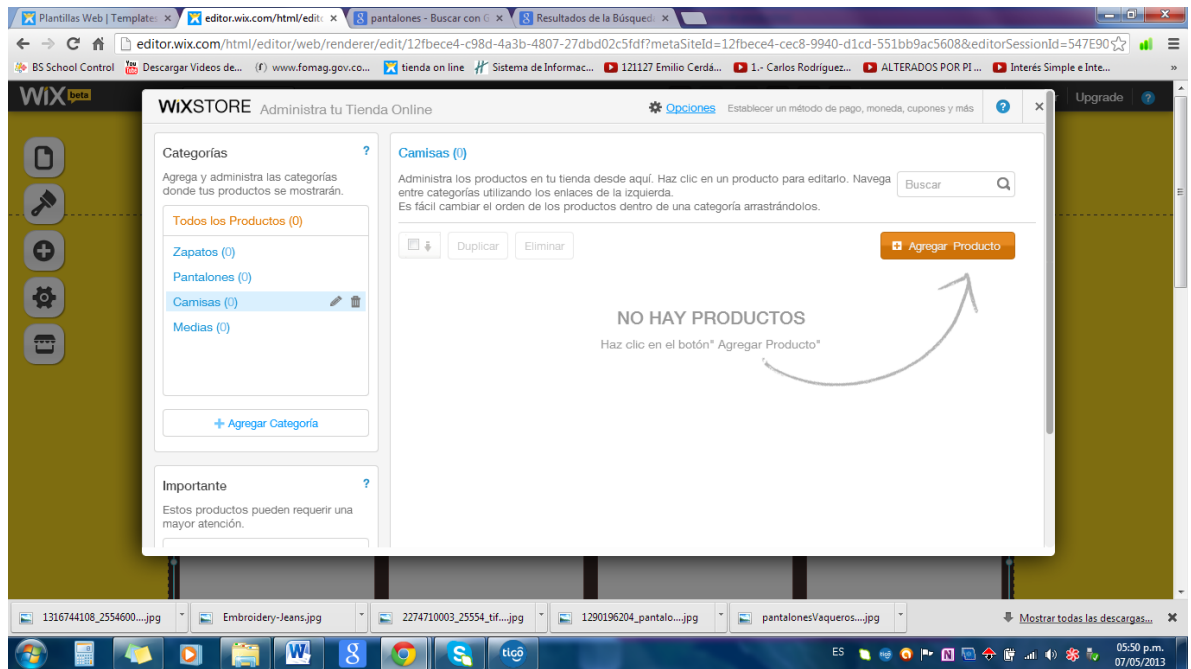 Plantillas Web | Templates
editor.wix.com/html/edito
pantalones - Buscar con G
Resultados de la Búsqued
editor.wix.com/html/editor/web/renderer/edit/12fbece4-c98d-4a3b-4807-27dbd02c5fdf?metaSiteId=12fbece4-cec8-9940-d1cd-551bb9ac5608&editorSessionId=547E90
BS School Control
Descargar Videos de...
(f) www.fomag.gov.co...
tienda on line
Sistema de Informac...
121127 Emilio Cerdá...
1.- Carlos Rodríguez...
ALTERADOS POR PI ...
Interés Simple e Inte...
WiX beta
Upgrade
WiXSTORE Administra tu Tienda Online
Opciones Establecer un método de pago, moneda, cupones y más
Categorías
Agrega y administra las categorías
donde tus productos se mostrarán.
Todos los Productos (0)
Zapatos (0)
Pantalones (0)
Camisas (0)
Medias (0)
+ Agregar Categoría
Importante
Estos productos pueden requerir una
mayor atención.
Camisas (0)
Administra los productos en tu tienda desde aquí. Haz clic en un producto para editarlo. Navega
entre categorías utilizando los enlaces de la izquierda.
Es fácil cambiar el orden de los productos dentro de una categoría arrastrándolos.
Buscar
Duplicar
Eliminar
Agregar Producto
NO HAY PRODUCTOS
Haz clic en el botón" Agregar Producto"
1316744108_2554600....jpg
Embroidery-Jeans.jpg
2274710003_25554_tif....jpg
1290196204_pantalo....jpg
pantalonesVaqueros....jpg
Mostrar todas las descargas...
tigo
ES
05:50 p.m.
07/05/2013